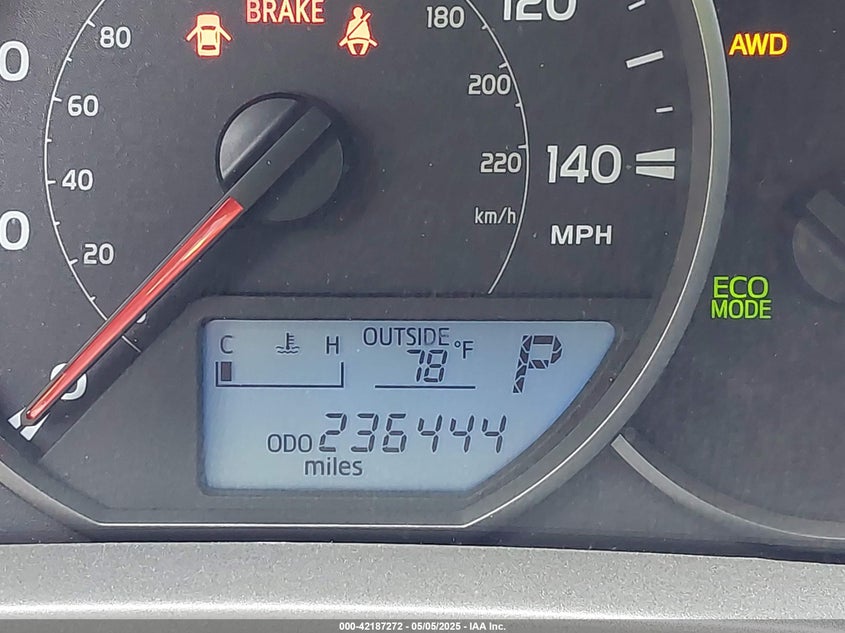 BRAKE
180
120
80
AWD
200
60
220
140
40
km/h
MPH
20
ECO
MODE
OUTSIDE
C
H
78 °F
P
0
ODO 236444
miles
000-42187272 - 05/05/2025 - IAA Inc.